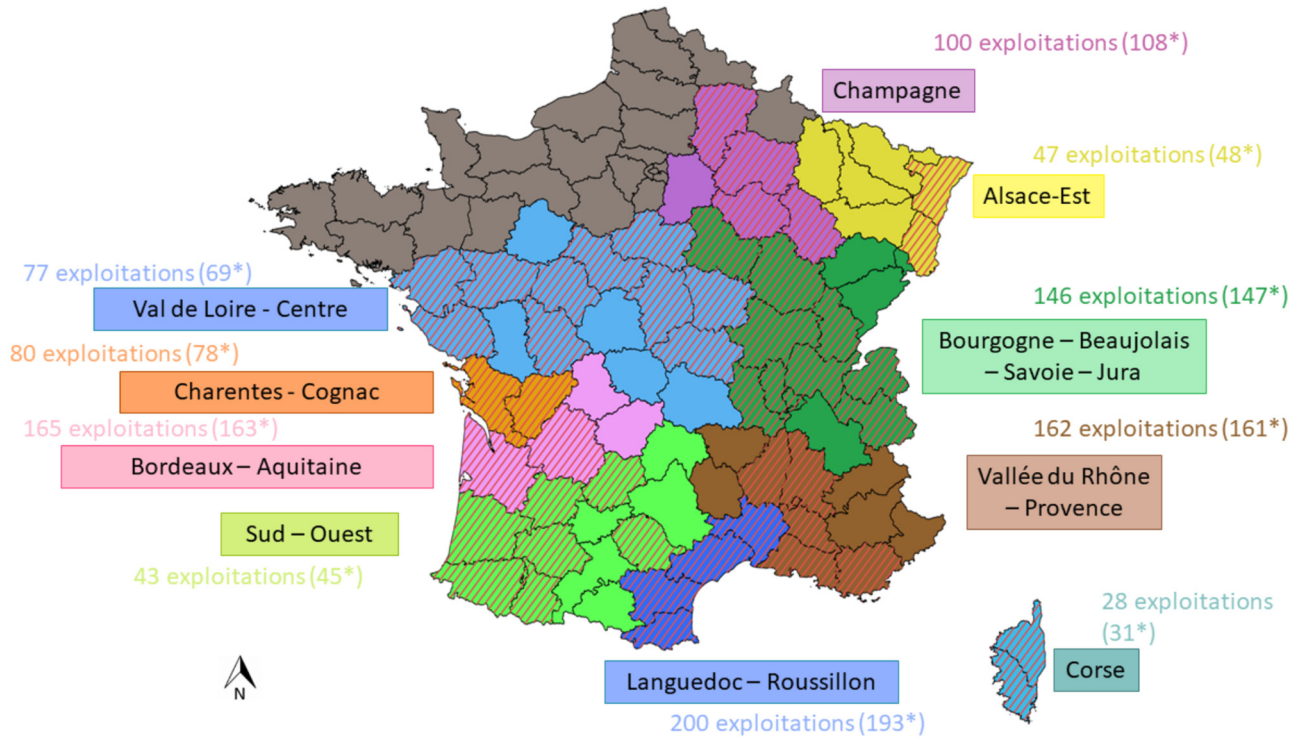 100 exploitations (108*)
Champagne
47 exploitations (48*)
Alsace-Est
77 exploitations (69*)
Val de Loire - Centre
146 exploitations (147*)
Bourgogne – Beaujolais
– Savoie – Jura
80 exploitations (78*)
Charentes - Cognac
165 exploitations (163*)
Bordeaux – Aquitaine
162 exploitations (161*)
Vallée du Rhône
– Provence
Sud – Ouest
43 exploitations (45*)
28 exploitations
(31*)
Corse
N
Languedoc – Roussillon
200 exploitations (193*)